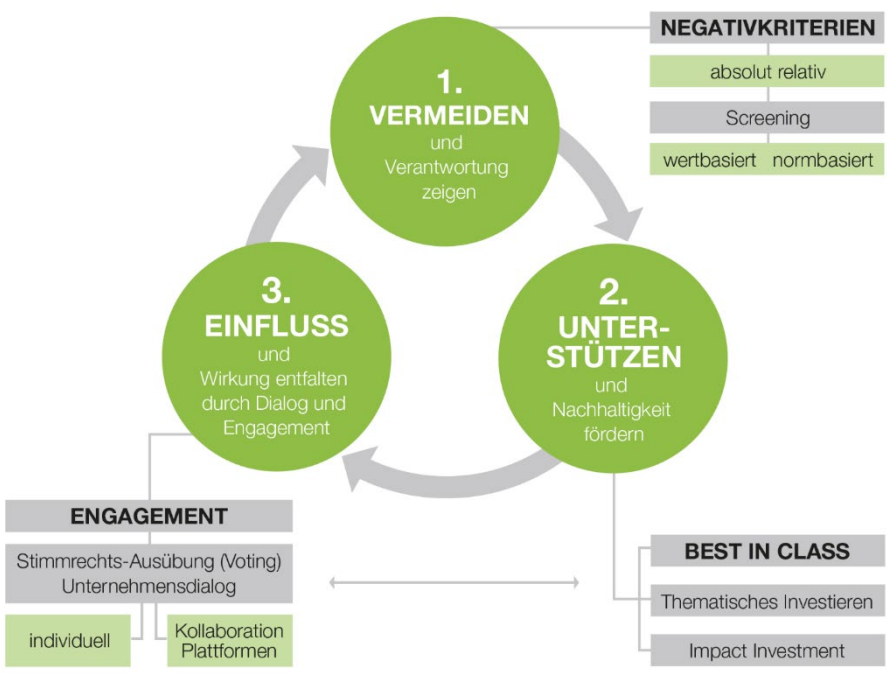 1.
VERMEIDEN
und
Verantwortung
zeigen
NEGATIVKRITERIEN
absolut relativ
Screening
wertbasiert normbasiert
2.
UNTER-
STÜTZEN
und
Nachhaltigkeit
fördern
BEST IN CLASS
Thematisches Investieren
Impact Investment
3.
EINFLUSS
und
Wirkung entfalten
durch Dialog und
Engagement
ENGAGEMENT
Stimmrechts-Ausübung (Voting)
Unternehmensdialog
individuell
Kollaboration
Plattformen